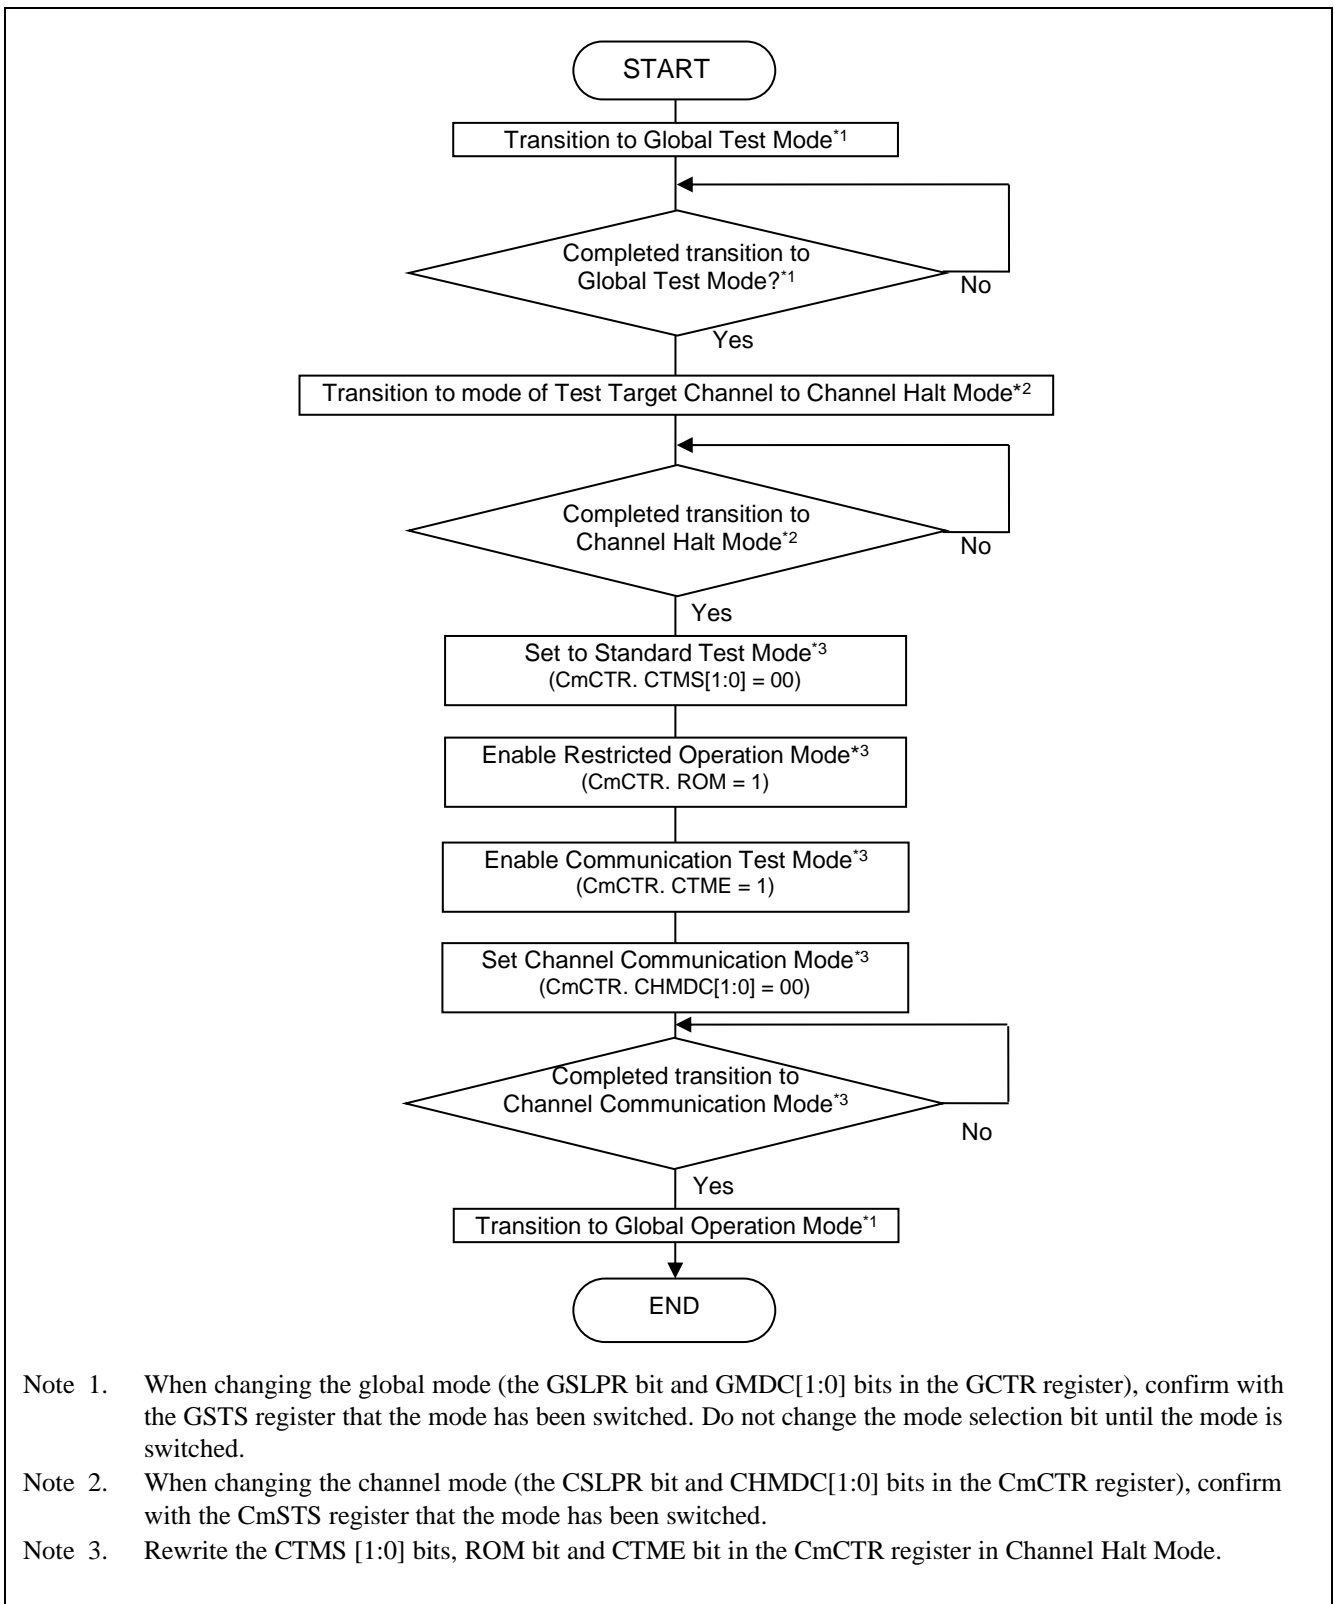 START
Transition to Global Test Mode*1
Completed transition to
Global Test Mode?*1
No
Yes
Transition to mode of Test Target Channel to Channel Halt Mode*2
Completed transition to
Channel Halt Mode*2
No
Yes
Set to Standard Test Mode*3
(CmCTR. CTMS[1:0] = 00)
Enable Restricted Operation Mode*3
(CmCTR. ROM = 1)
Enable Communication Test Mode*3
(CmCTR. CTME = 1)
Set Channel Communication Mode*3
(CmCTR. CHMDC[1:0] = 00)
Completed transition to
Channel Communication Mode*3
No
Yes
Transition to Global Operation Mode*1
END
Note 1. When changing the global mode (the GSLPR bit and GMDC[1:0] bits in the GCTR register), confirm with
the GSTS register that the mode has been switched. Do not change the mode selection bit until the mode is
switched.
Note 2. When changing the channel mode (the CSLPR bit and CHMDC[1:0] bits in the CmCTR register), confirm
with the CmSTS register that the mode has been switched.
Note 3. Rewrite the CTMS [1:0] bits, ROM bit and CTME bit in the CmCTR register in Channel Halt Mode.